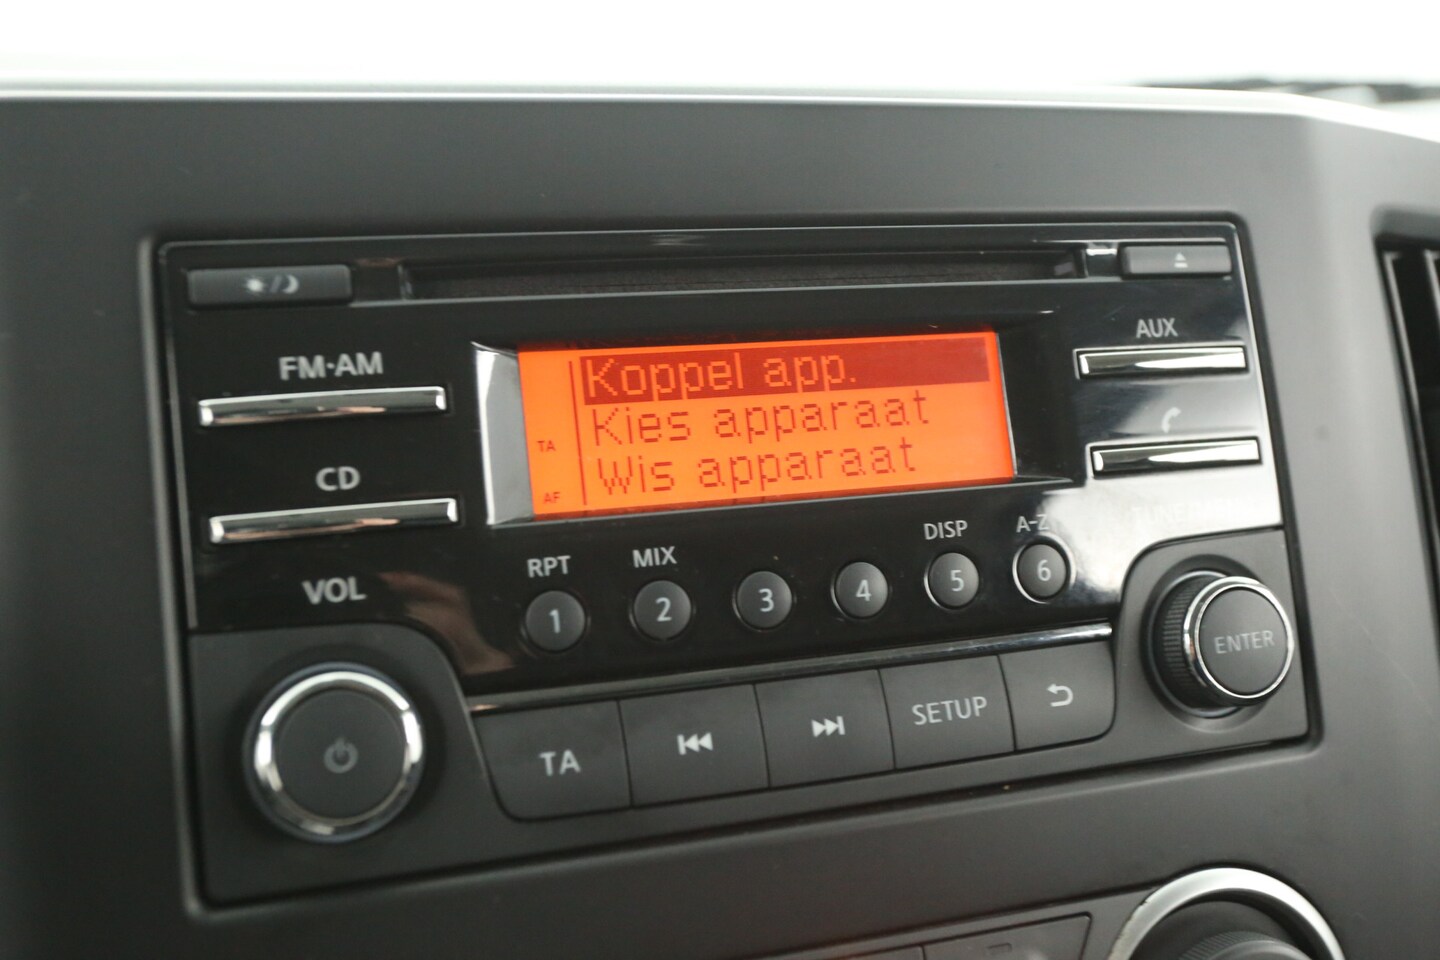 FM·AM
CD
VOL
Koppel app.
Kies apparaat
Wis apparaat
TA
AF
AUX
RPT
MIX
DISP
A-Z
1
2
3
4
5
6
TA
SETUP
ENTER